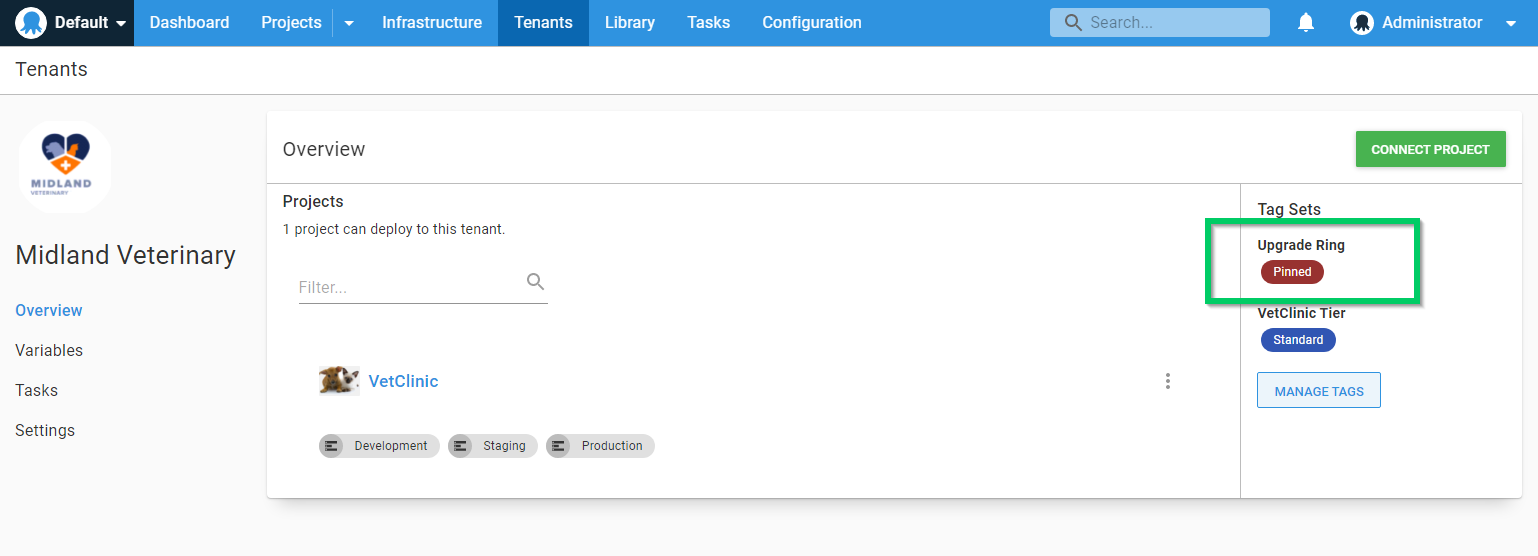 Default Dashboard Projects Infrastructure Tenants Library Tasks Configuration Search... Administrator
Tenants
MIDLAND
VETERINARY
Midland Veterinary
Overview
Variables
Tasks
Settings
Overview
CONNECT PROJECT
Projects
1 project can deploy to this tenant.
Filter...
VetClinic
Development Staging Production
Tag Sets
Upgrade Ring
Pinned
VetClinic Tier
Standard
MANAGE TAGS